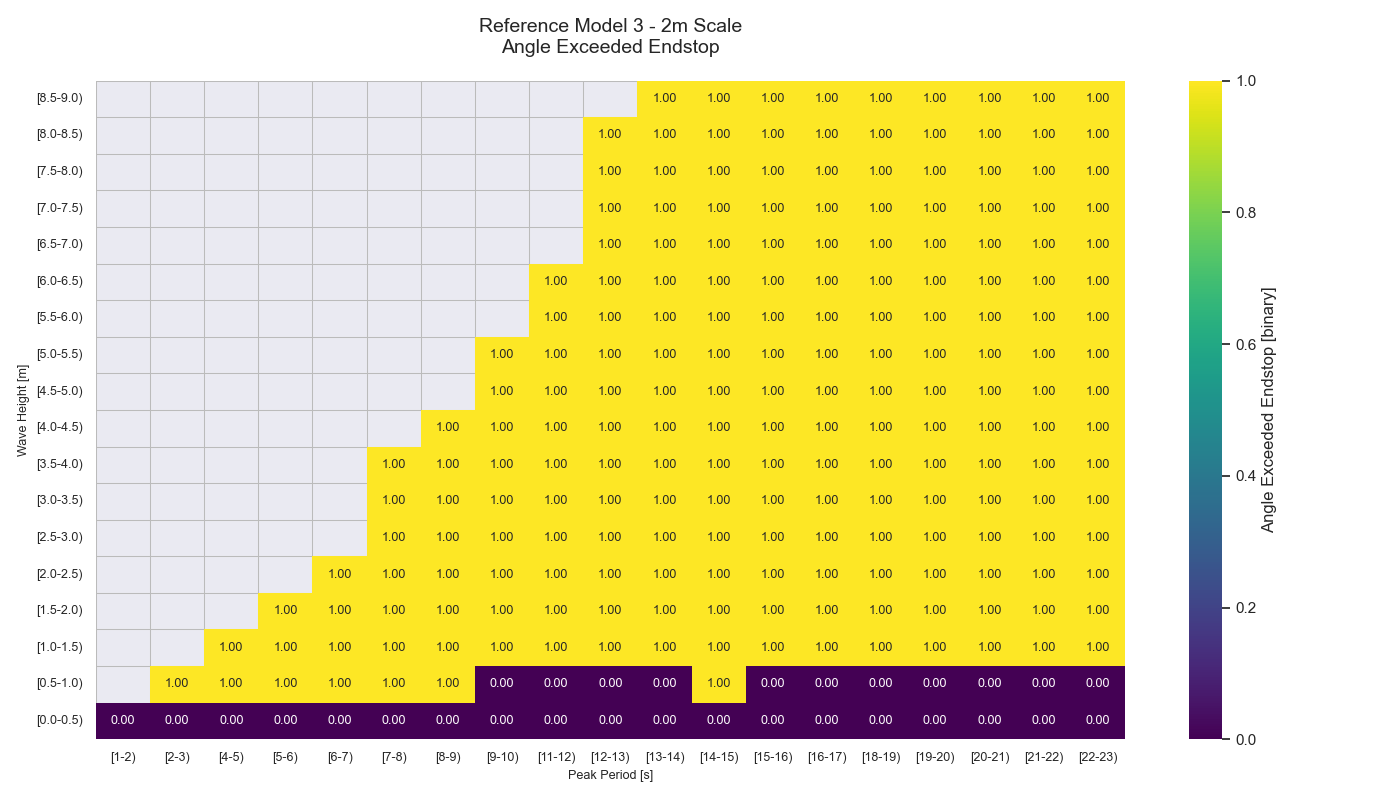 Reference Model 3 - 2m Scale
Angle Exceeded Endstop
[8.5-9.0) 1.00 1.00 1.00 1.00 1.00 1.00 1.00 1.00 1.00
[8.0-8.5) 1.00 1.00 1.00 1.00 1.00 1.00 1.00 1.00 1.00 1.00
[7.5-8.0) 1.00 1.00 1.00 1.00 1.00 1.00 1.00 1.00 1.00 1.00
[7.0-7.5) 1.00 1.00 1.00 1.00 1.00 1.00 1.00 1.00 1.00 1.00
[6.5-7.0) 1.00 1.00 1.00 1.00 1.00 1.00 1.00 1.00 1.00 1.00
[6.0-6.5) 1.00 1.00 1.00 1.00 1.00 1.00 1.00 1.00 1.00 1.00 1.00
[5.5-6.0) 1.00 1.00 1.00 1.00 1.00 1.00 1.00 1.00 1.00 1.00 1.00
[5.0-5.5) 1.00 1.00 1.00 1.00 1.00 1.00 1.00 1.00 1.00 1.00 1.00 1.00
[4.5-5.0) 1.00 1.00 1.00 1.00 1.00 1.00 1.00 1.00 1.00 1.00 1.00 1.00
[4.0-4.5) 1.00 1.00 1.00 1.00 1.00 1.00 1.00 1.00 1.00 1.00 1.00 1.00 1.00
[3.5-4.0) 1.00 1.00 1.00 1.00 1.00 1.00 1.00 1.00 1.00 1.00 1.00 1.00 1.00 1.00
[3.0-3.5) 1.00 1.00 1.00 1.00 1.00 1.00 1.00 1.00 1.00 1.00 1.00 1.00 1.00 1.00
[2.5-3.0) 1.00 1.00 1.00 1.00 1.00 1.00 1.00 1.00 1.00 1.00 1.00 1.00 1.00 1.00
[2.0-2.5) 1.00 1.00 1.00 1.00 1.00 1.00 1.00 1.00 1.00 1.00 1.00 1.00 1.00 1.00 1.00
[1.5-2.0) 1.00 1.00 1.00 1.00 1.00 1.00 1.00 1.00 1.00 1.00 1.00 1.00 1.00 1.00 1.00 1.00
[1.0-1.5) 1.00 1.00 1.00 1.00 1.00 1.00 1.00 1.00 1.00 1.00 1.00 1.00 1.00 1.00 1.00 1.00 1.00
[0.5-1.0) 1.00 1.00 1.00 1.00 1.00 1.00 0.00 0.00 0.00 0.00 1.00 0.00 0.00 0.00 0.00 0.00 0.00 0.00
[0.0-0.5) 0.00 0.00 0.00 0.00 0.00 0.00 0.00 0.00 0.00 0.00 0.00 0.00 0.00 0.00 0.00 0.00 0.00 0.00 0.00
[1-2) [2-3) [4-5) [5-6) [6-7) [7-8) [8-9) [9-10) [11-12) [12-13) [13-14) [14-15) [15-16) [16-17) [18-19) [19-20) [20-21) [21-22) [22-23)
Peak Period [s]
Wave Height [m]
1.0
0.8
0.6
0.4
0.2
0.0
Angle Exceeded Endstop [binary]